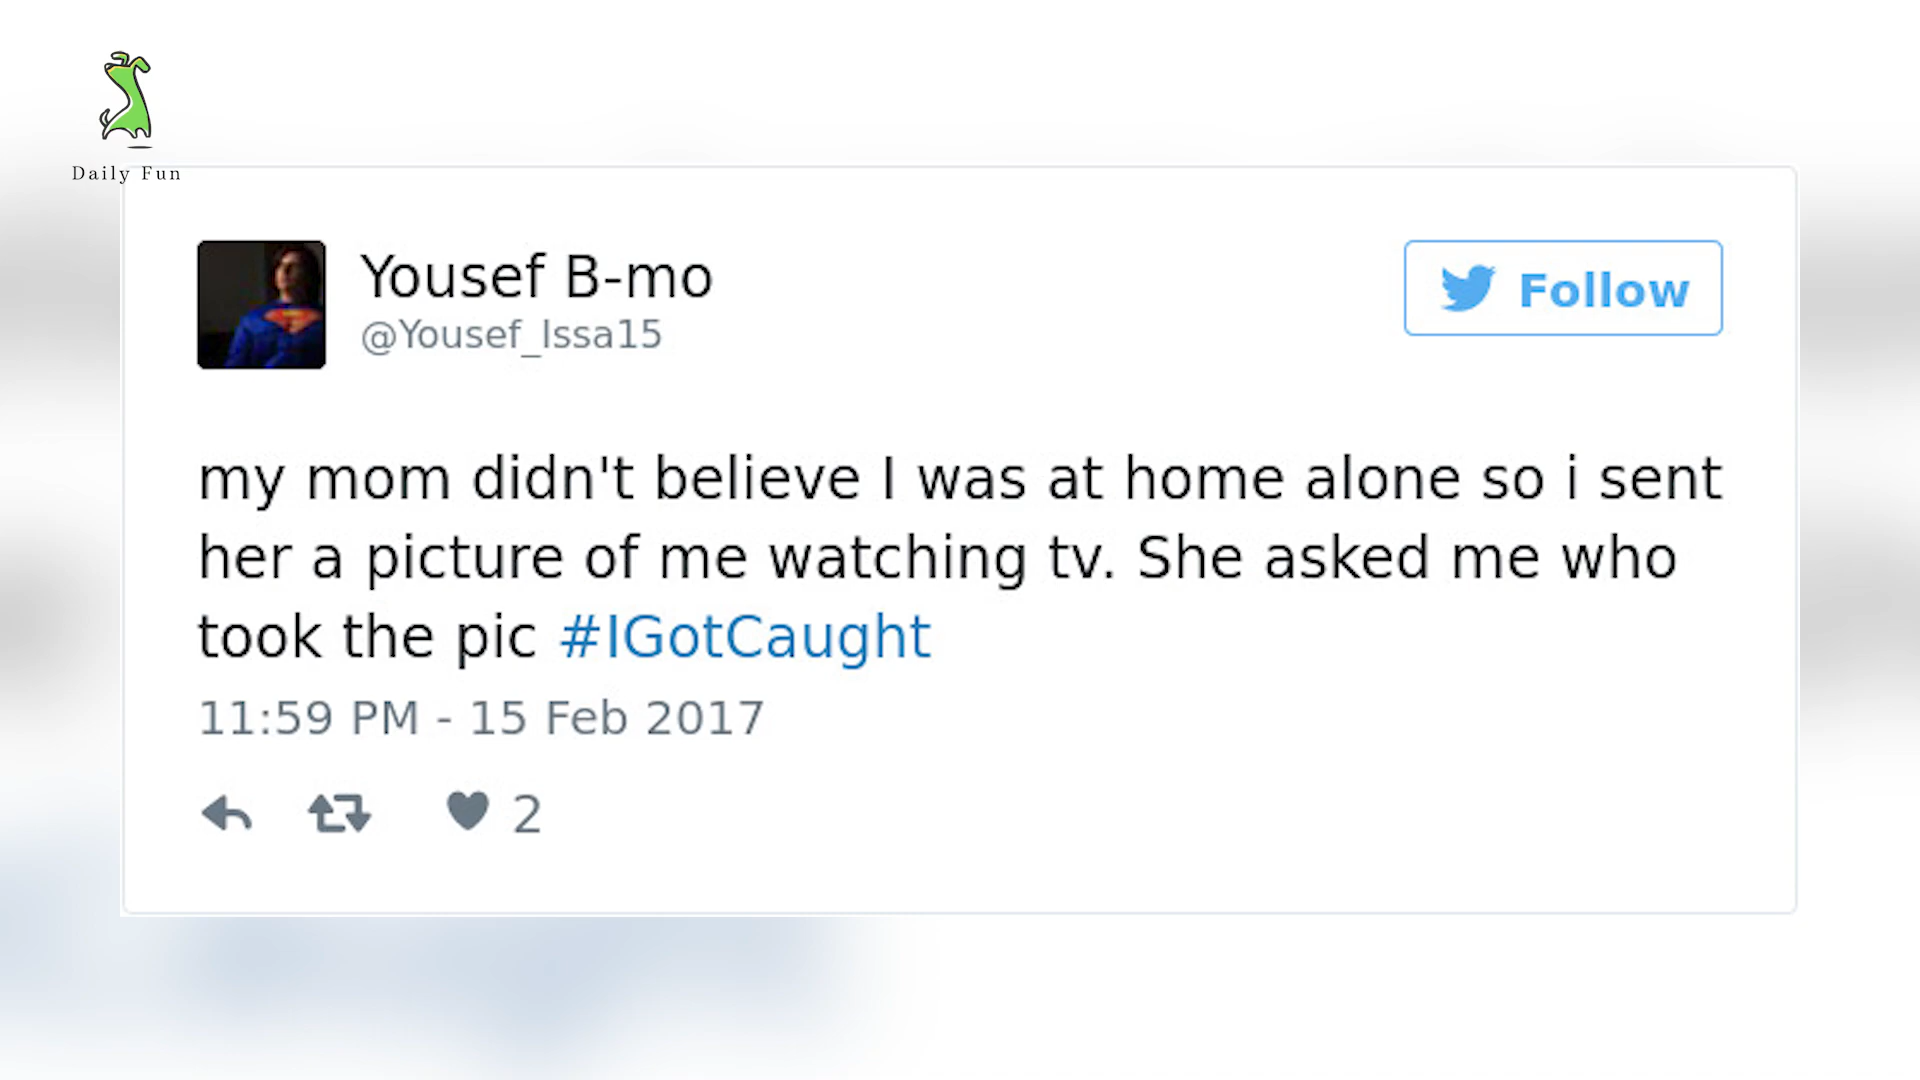 Daily Fun
Yousef B-mo
@Yousef_Issa15
Follow
my mom didn't believe I was at home alone so i sent
her a picture of me watching tv. She asked me who
took the pic #IGotCaught
11:59 PM - 15 Feb 2017
2